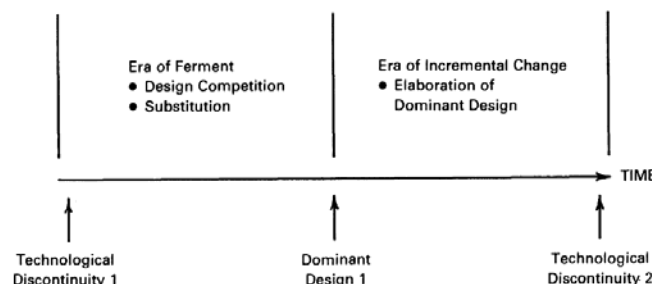 Era of Ferment
● Design Competition
● Substitution
Era of Incremental Change
● Elaboration of
Dominant Design
TIME
Technological
Discontinuity 1
Dominant
Design 1
Technological
Discontinuity 2